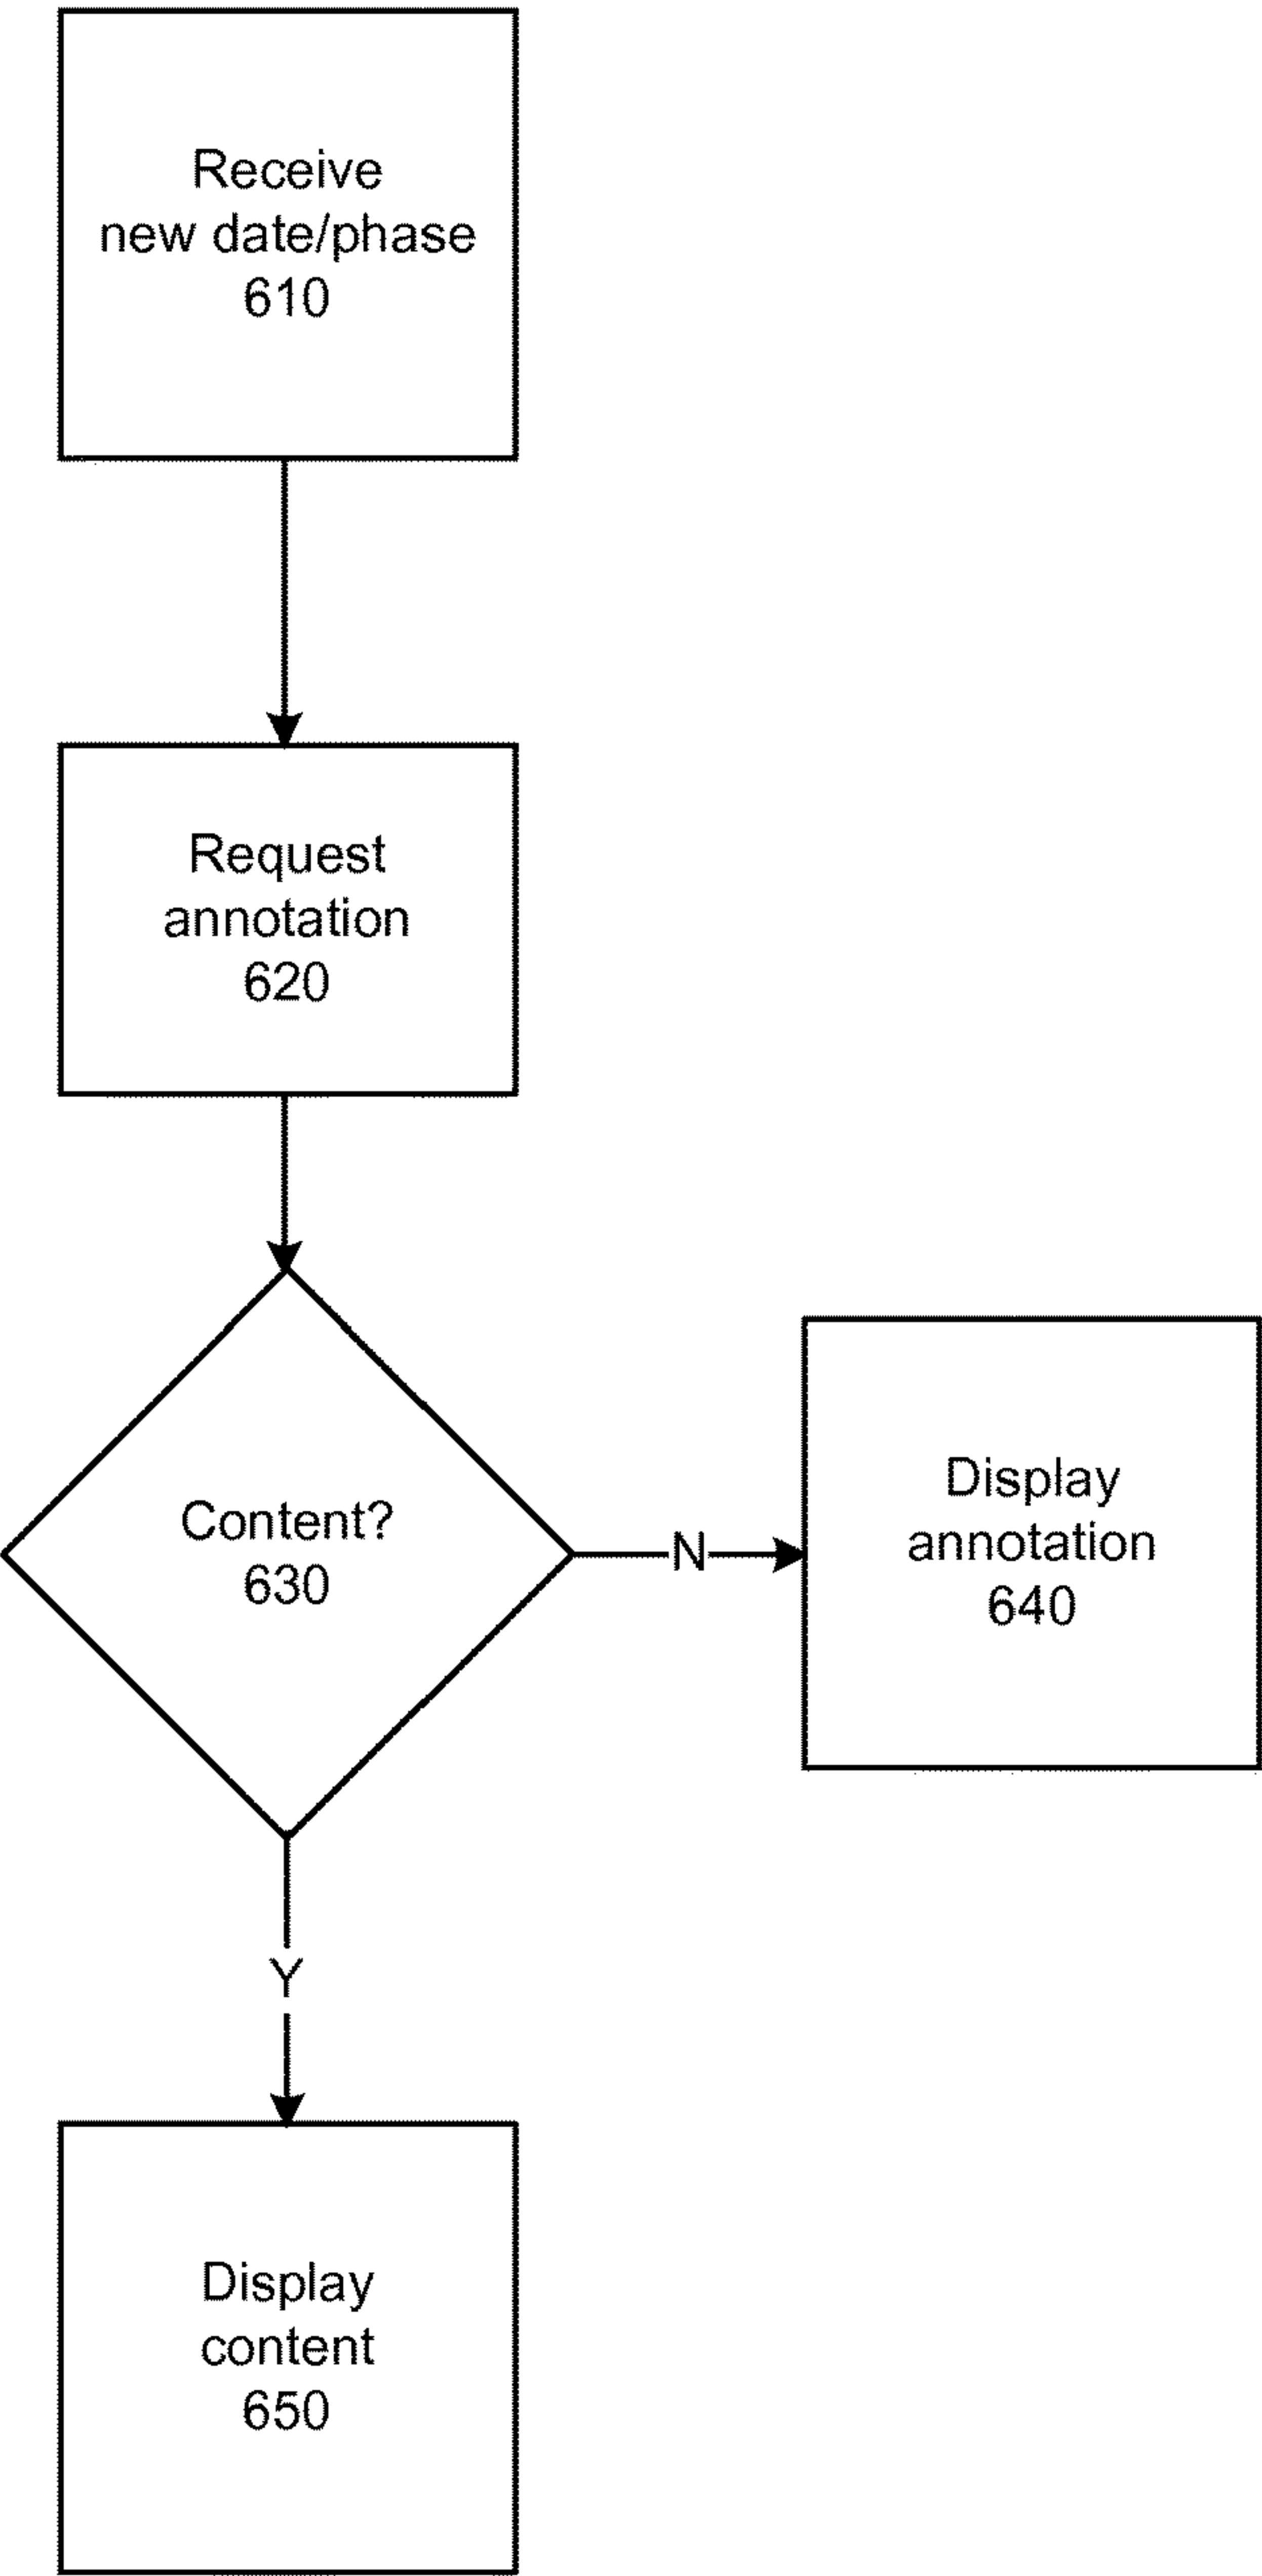 Receive
new date/phase
610
Request
annotation
620
Content?
630
N
Display
annotation
640
Y
Display
content
650